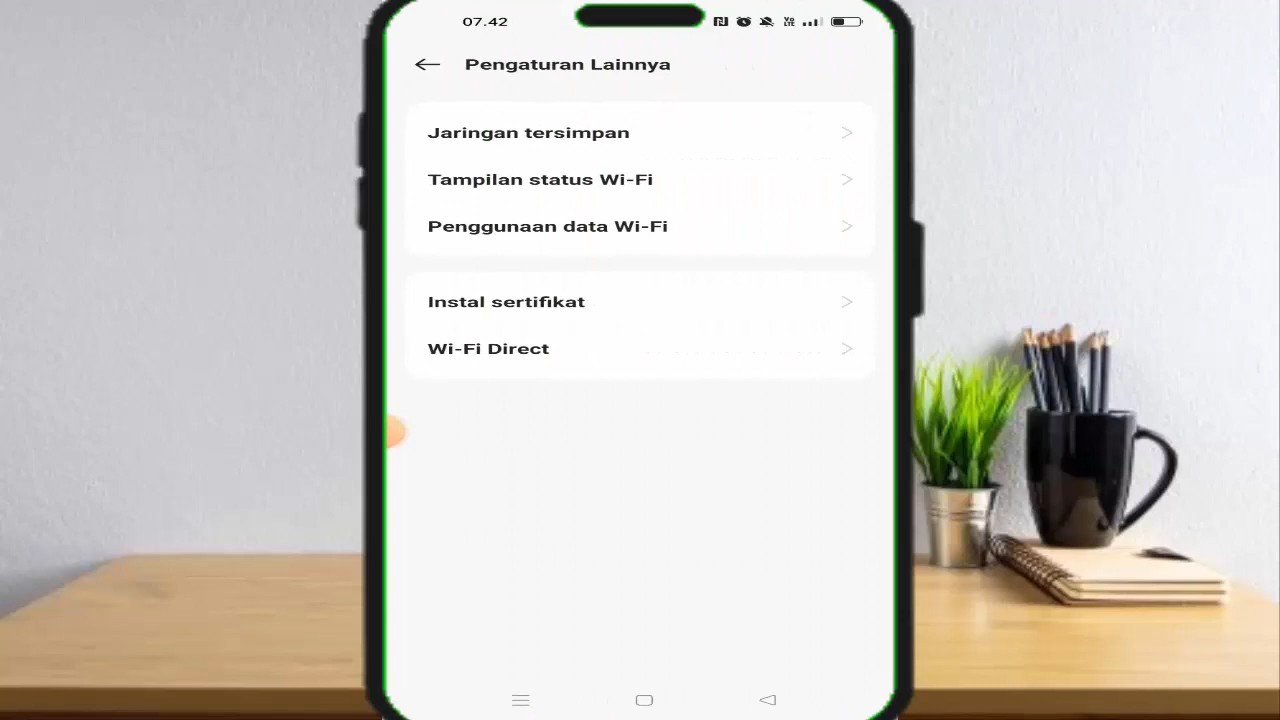 07.42
Pengaturan Lainnya
Jaringan tersimpan
Tampilan status Wi-Fi
Penggunaan data Wi-Fi
Instal sertifikat
Wi-Fi Direct